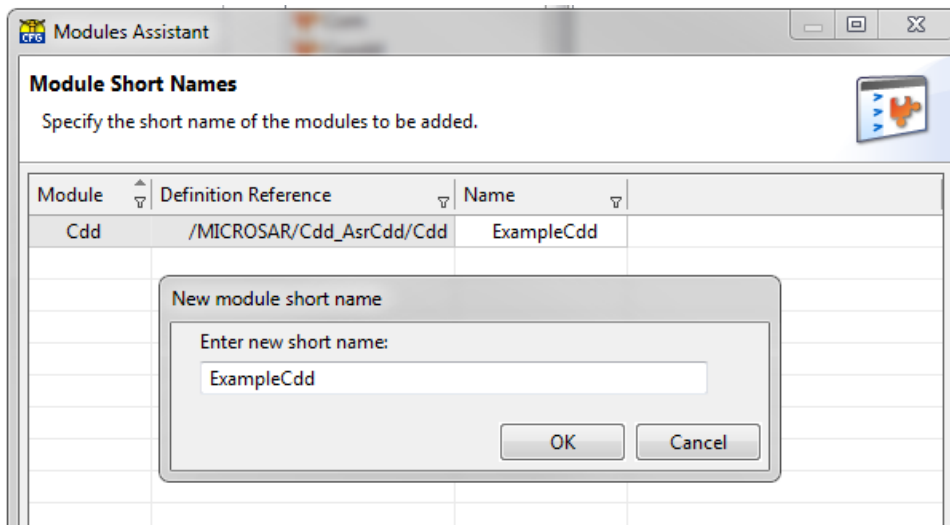 CFG Modules Assistant
Module Short Names
Specify the short name of the modules to be added.
Module Definition Reference Name
Cdd /MICROSAR/Cdd_AsrCdd/Cdd ExampleCdd
New module short name
Enter new short name:
ExampleCdd
OK Cancel